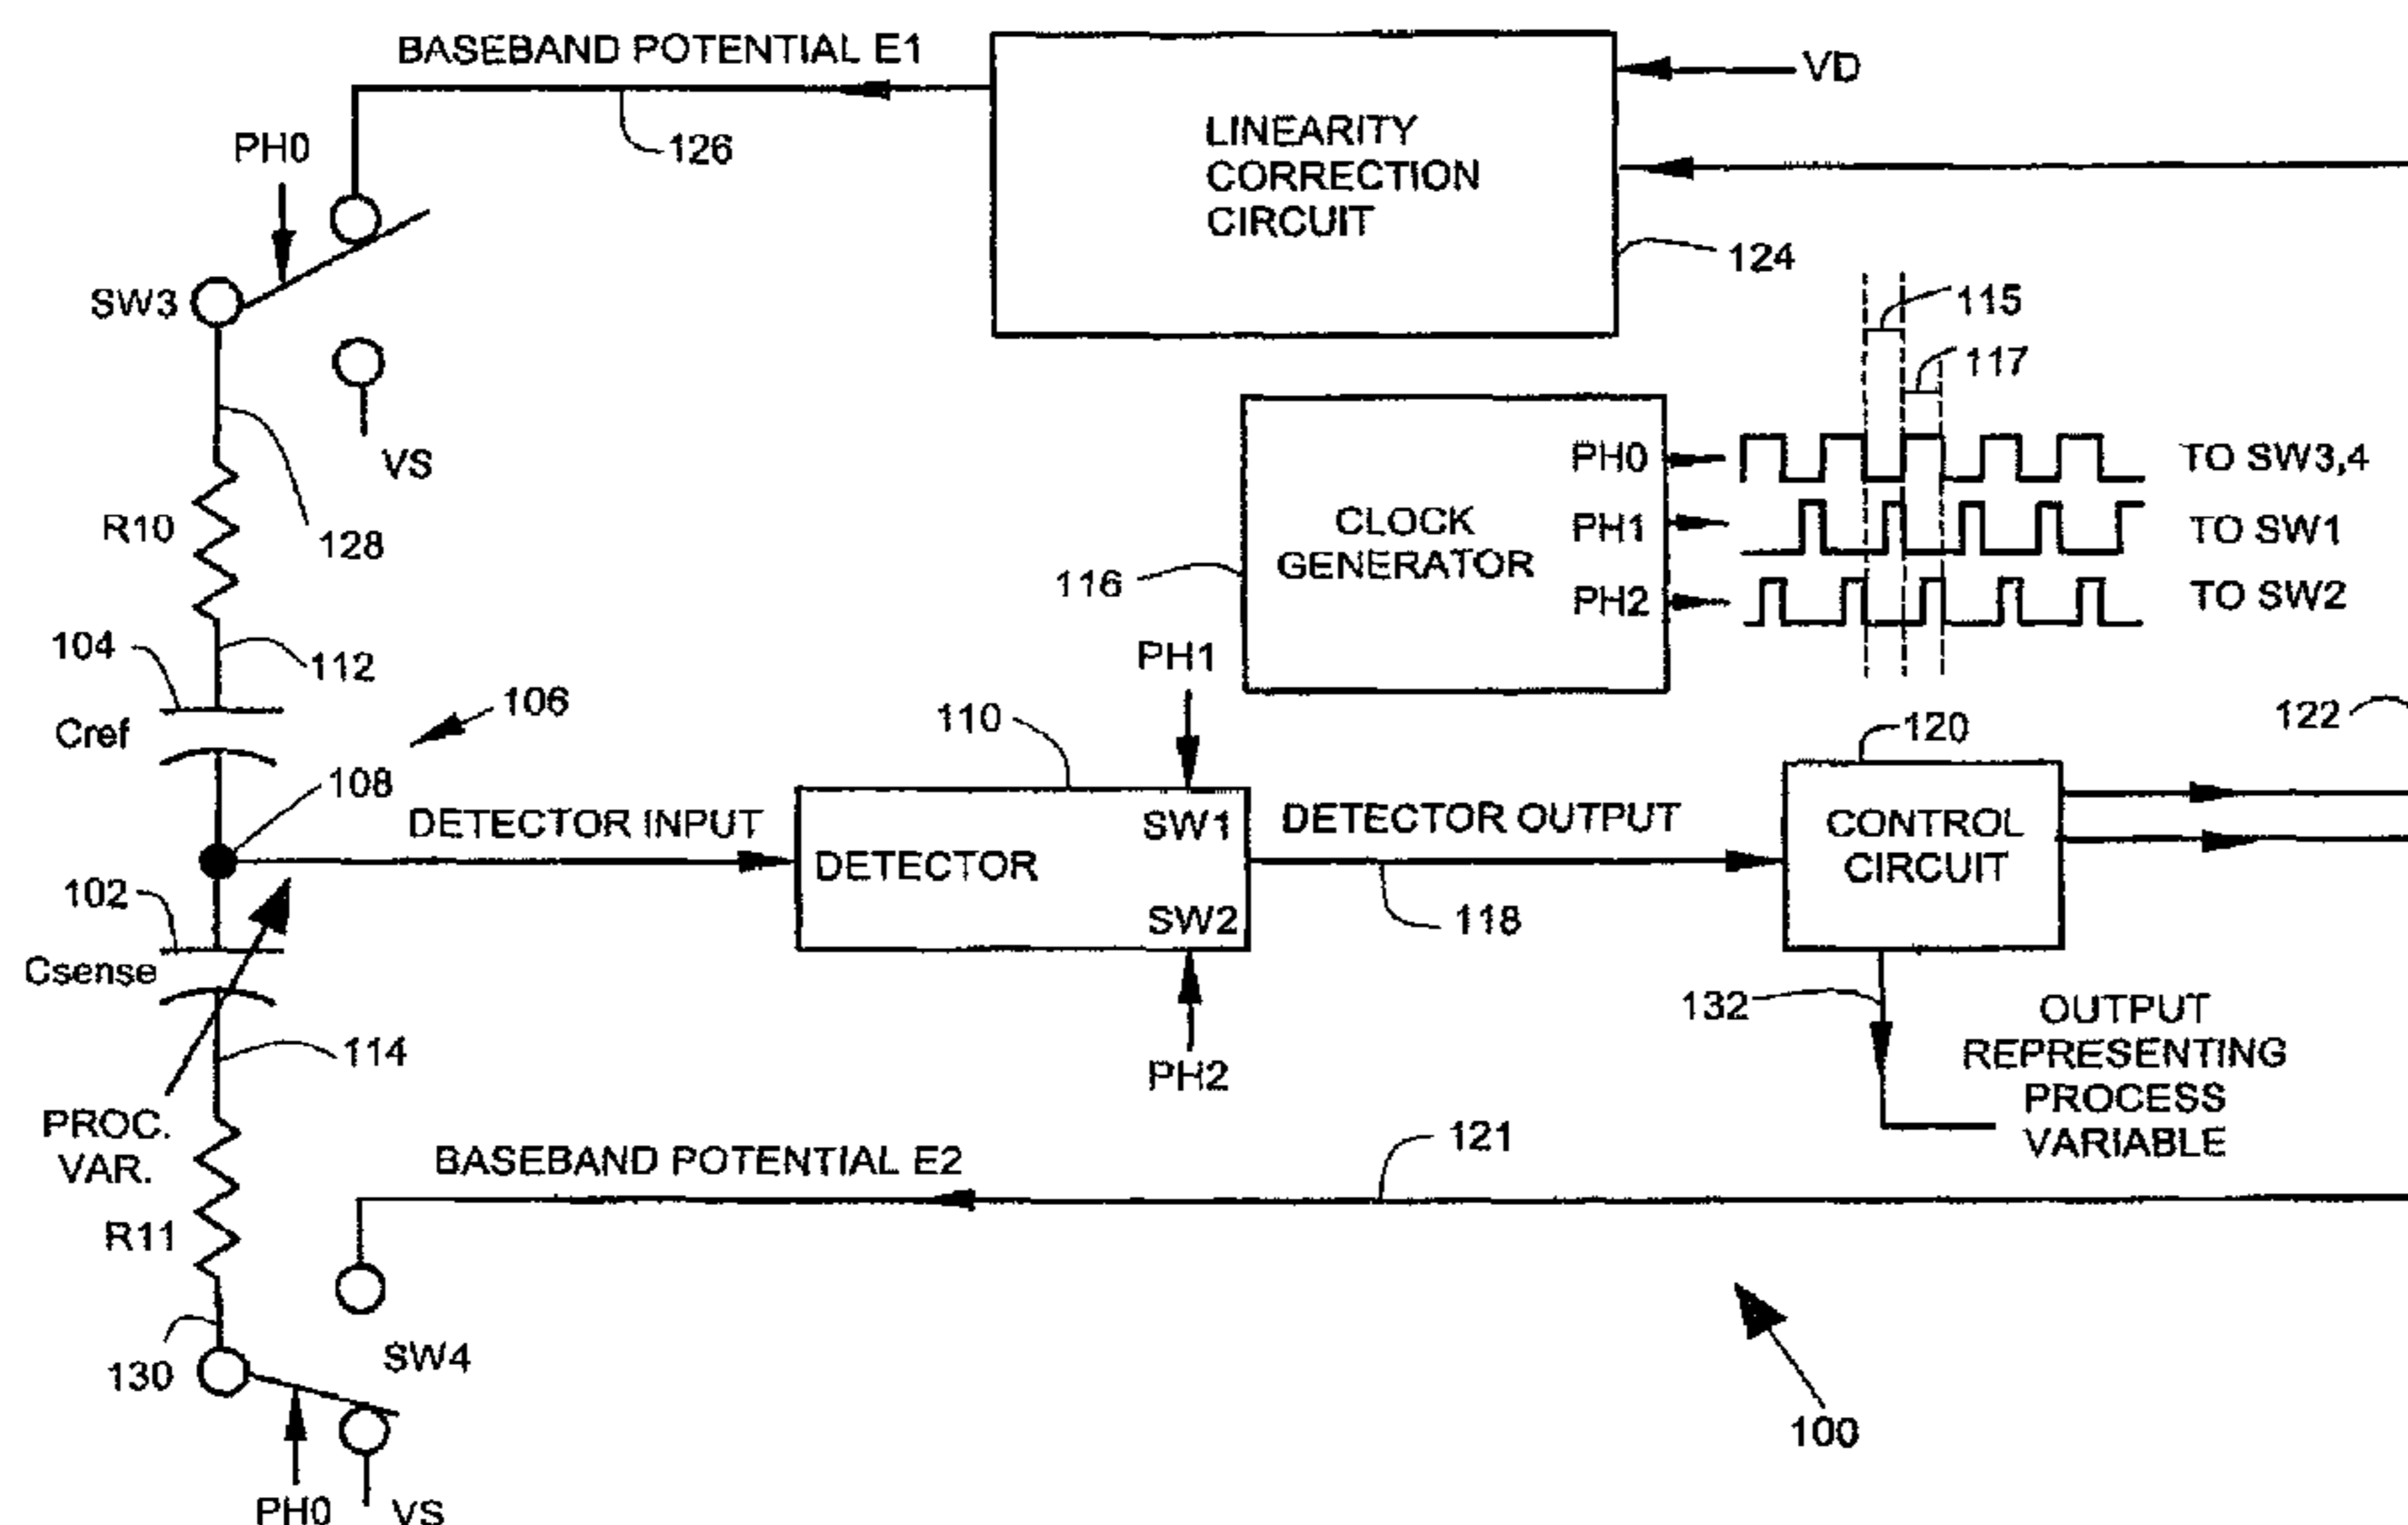 BASEBAND POTENTIAL E1
VD
LINEARITY
CORRECTION
CIRCUIT
126
PH0
124
SW3
115
117
VS
PH0
TO SW3,4
R10
128
CLOCK
GENERATOR
PH1
TO SW1
116
PH2
TO SW2
104
112
PH1
Cref
106
110
120
122
108
DETECTOR INPUT
SW1
DETECTOR OUTPUT
CONTROL
CIRCUIT
DETECTOR
102
SW2
118
Csense
132
OUTPUT
REPRESENTING
PROCESS
VARIABLE
114
PH2
PROC.
VAR.
BASEBAND POTENTIAL E2
121
R11
SW4
130
100
PH0
VS